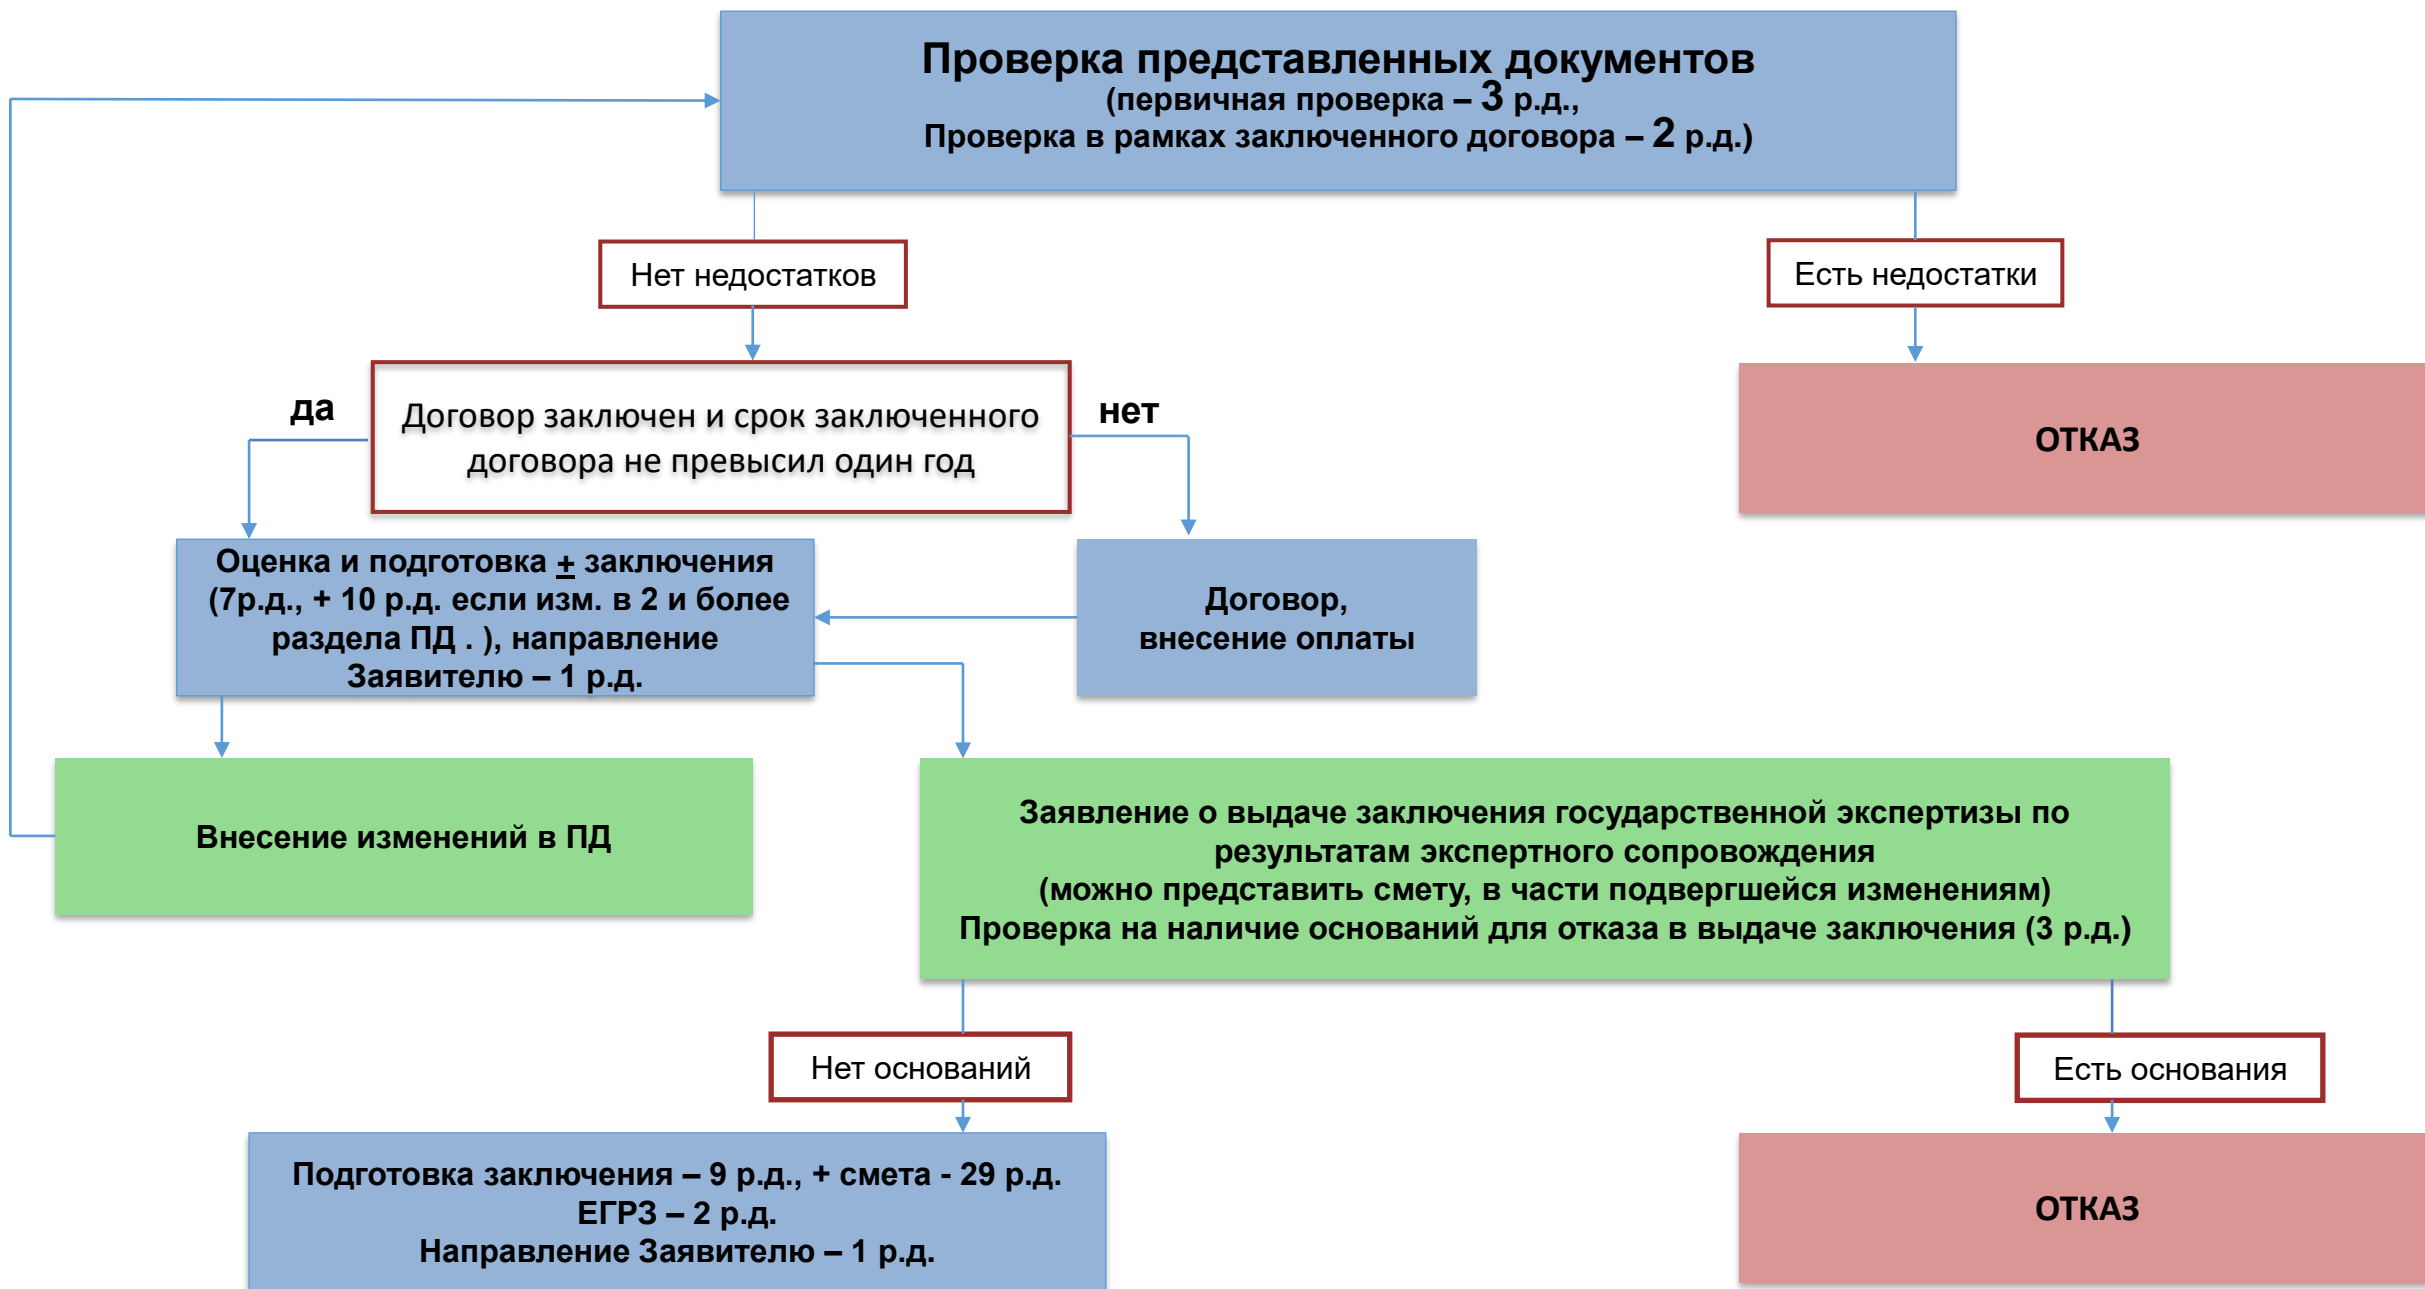 Проверка представленных документов
(первичная проверка – 3 р.д.,
Проверка в рамках заключенного договора – 2 р.д.)
Нет недостатков
Есть недостатки
да
Договор заключен и срок заключенного
договора не превысил один год
нет
ОТКАЗ
Оценка и подготовка ± заключения
(7р.д., + 10 р.д. если изм. в 2 и более
раздела ПД . ), направление
Заявителю – 1 р.д.
Договор,
внесение оплаты
Внесение изменений в ПД
Заявление о выдаче заключения государственной экспертизы по
результатам экспертного сопровождения
(можно представить смету, в части подвергшейся изменениям)
Проверка на наличие оснований для отказа в выдаче заключения (3 р.д.)
Нет оснований
Есть основания
Подготовка заключения – 9 р.д., + смета - 29 р.д.
ЕГРЗ – 2 р.д.
Направление Заявителю – 1 р.д.
ОТКАЗ